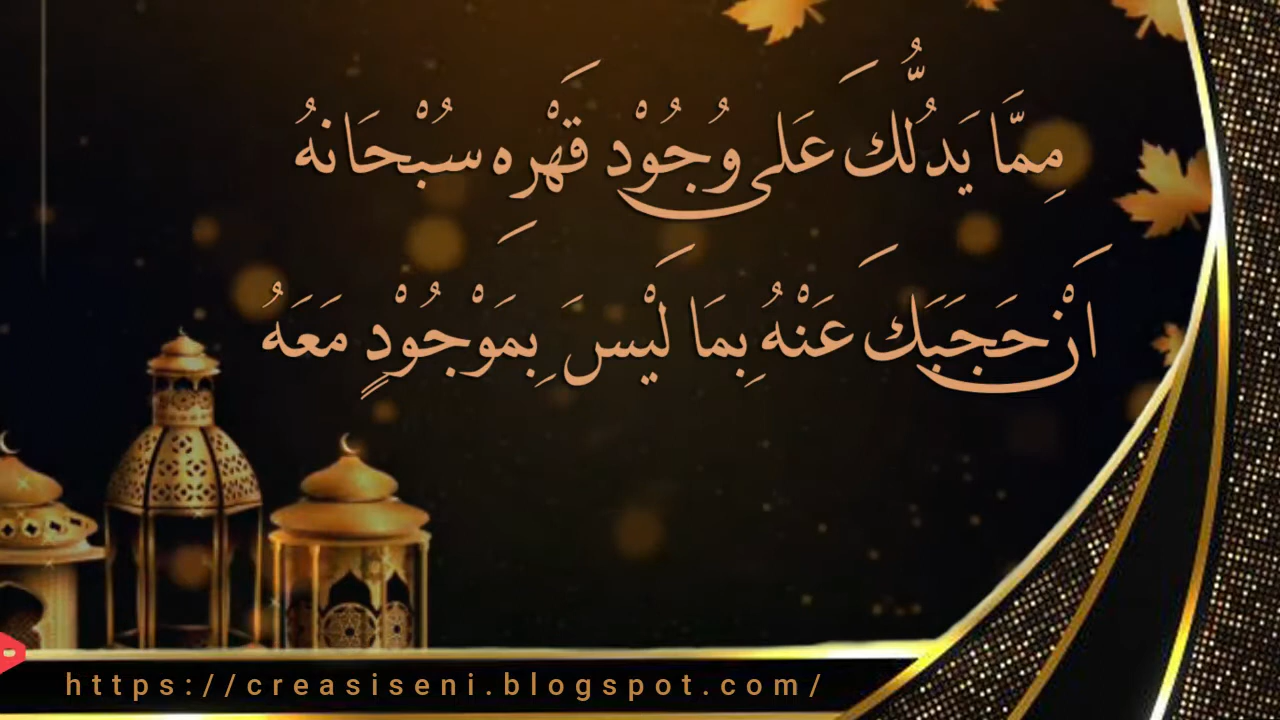 مِمَّا يَدُلُّكَ عَلَى وُجُوْدِ قَهْرِهِ سُبْحَانَهُ
اَنْ حَجَبَكَ عَنْهُ بِمَا لَيْسَ بِمَوْجُوْدٍ مَعَهُ
https://creasiseni.blogspot.com/